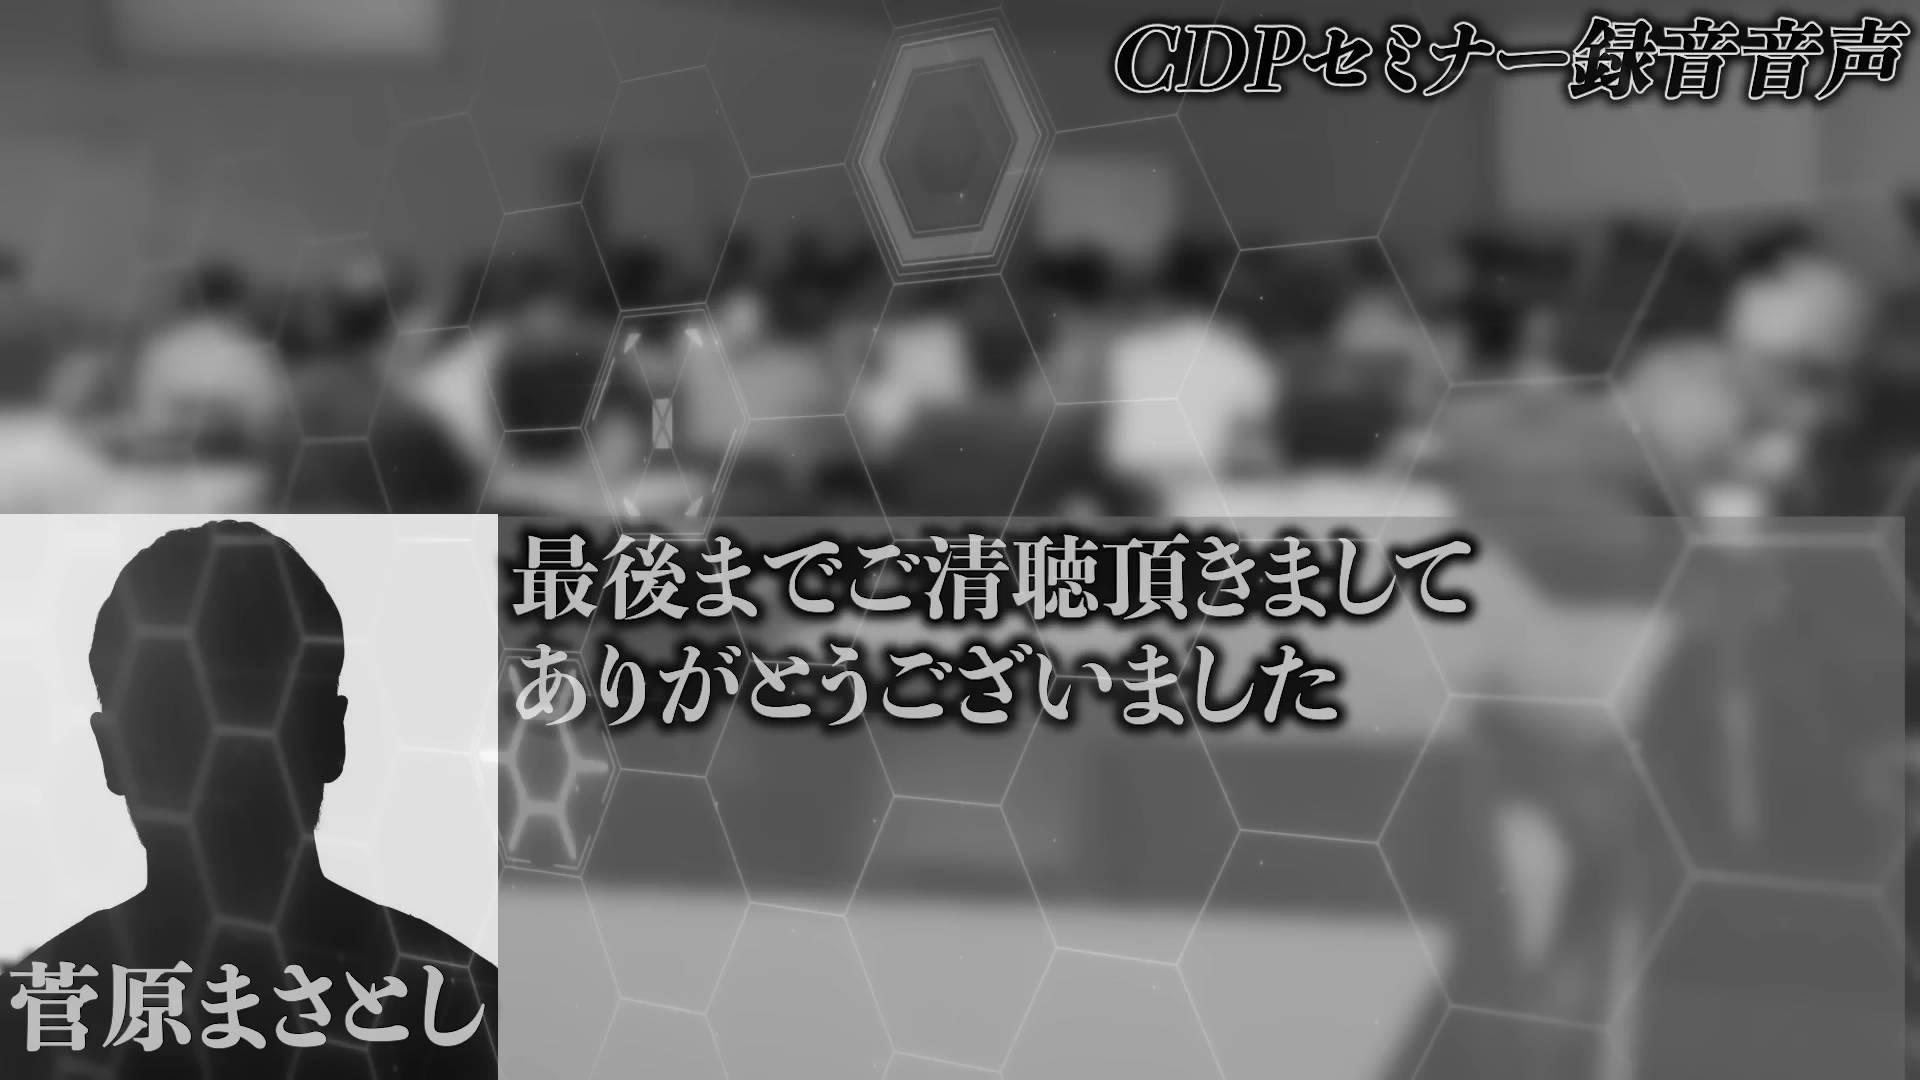 CDPセミナー録音音声
最後までご清聴頂きまして
ありがとうございました
菅原まさとし